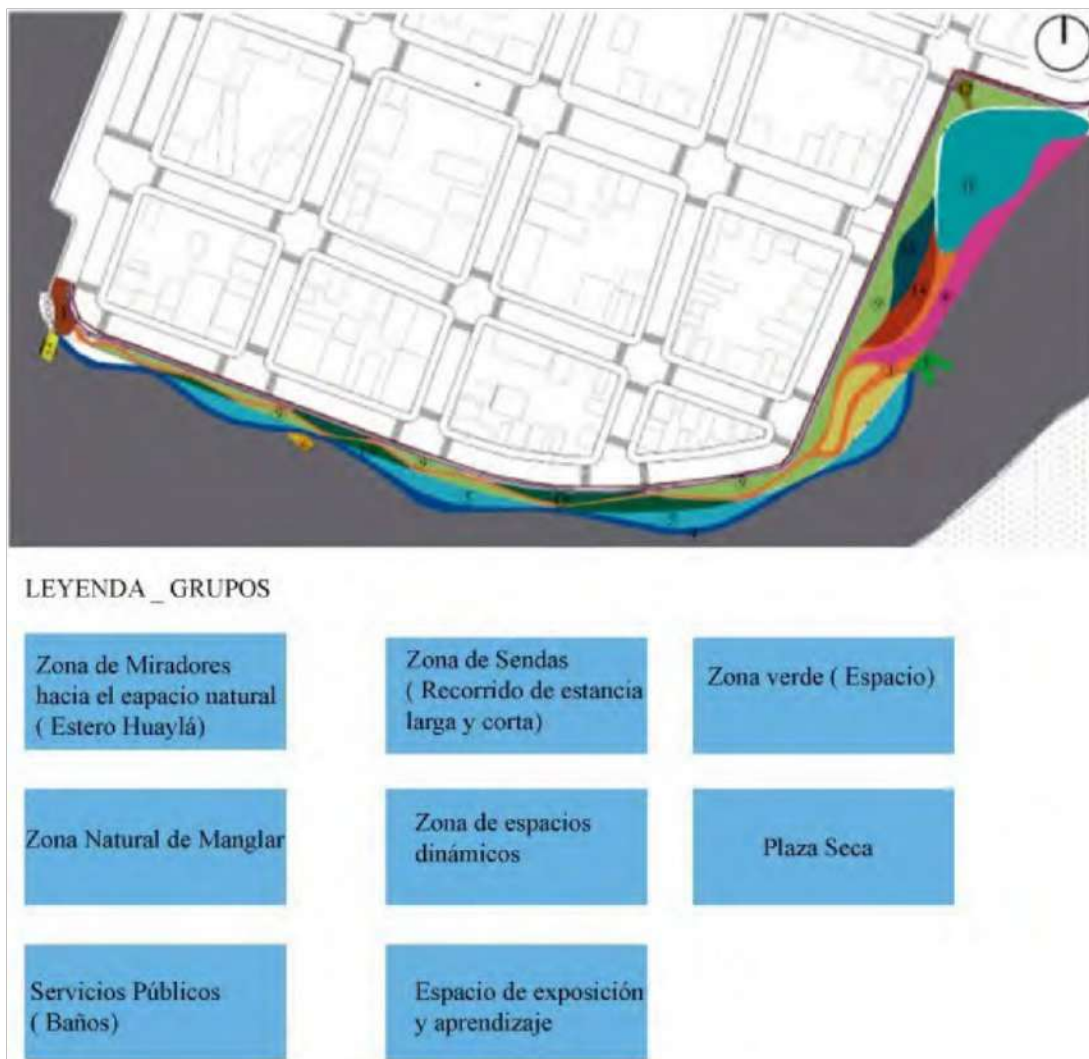 LEYENDA _ GRUPOS
Zona de Miradores
hacia el eapacio natural
( Estero Huaylá)
Zona de Sendas
( Recorrido de estancia
larga y corta)
Zona verde ( Espacio)
Zona Natural de Manglar
Zona de espacios
dinámicos
Plaza Seca
Servicios Públicos
( Baños)
Espacio de exposición
y aprendizaje